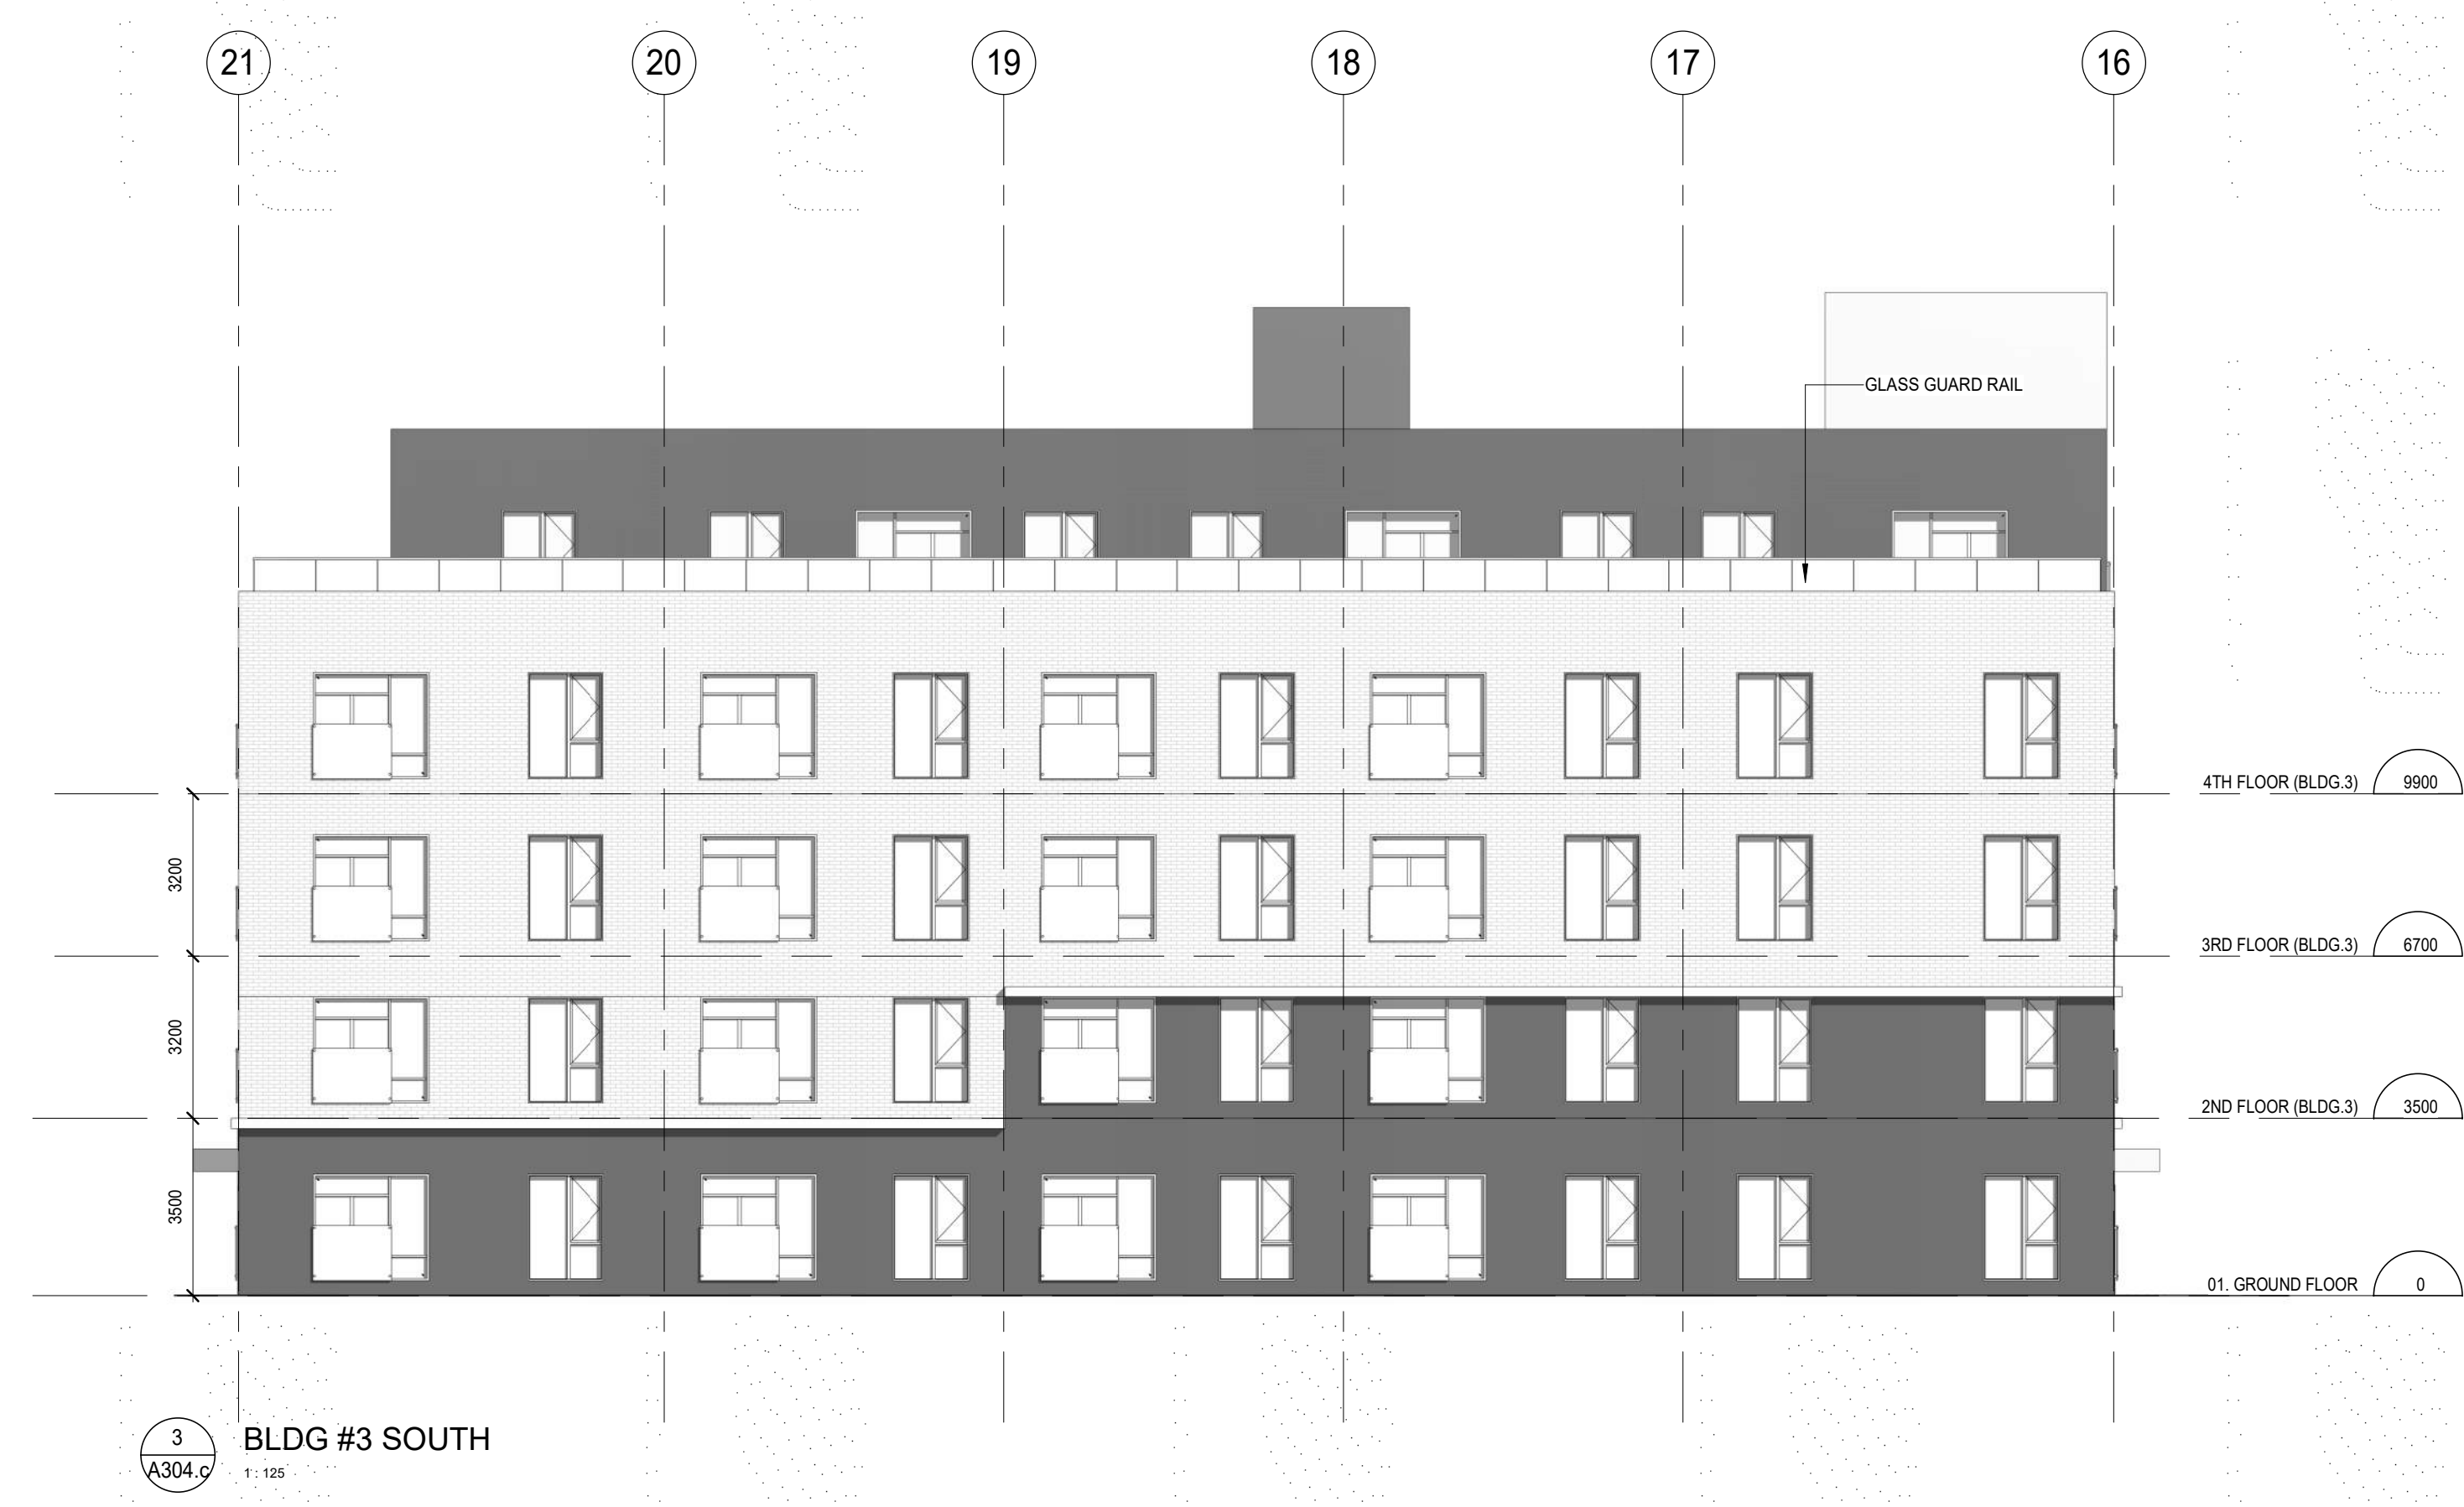 21 20 19 18 17 16
GLASS GUARD RAIL
4TH FLOOR (BLDG.3) 9900
3200
3RD FLOOR (BLDG.3) 6700
3200
2ND FLOOR (BLDG.3) 3500
3500
01. GROUND FLOOR 0
3
A304.c
BLDG #3 SOUTH
1 : 125